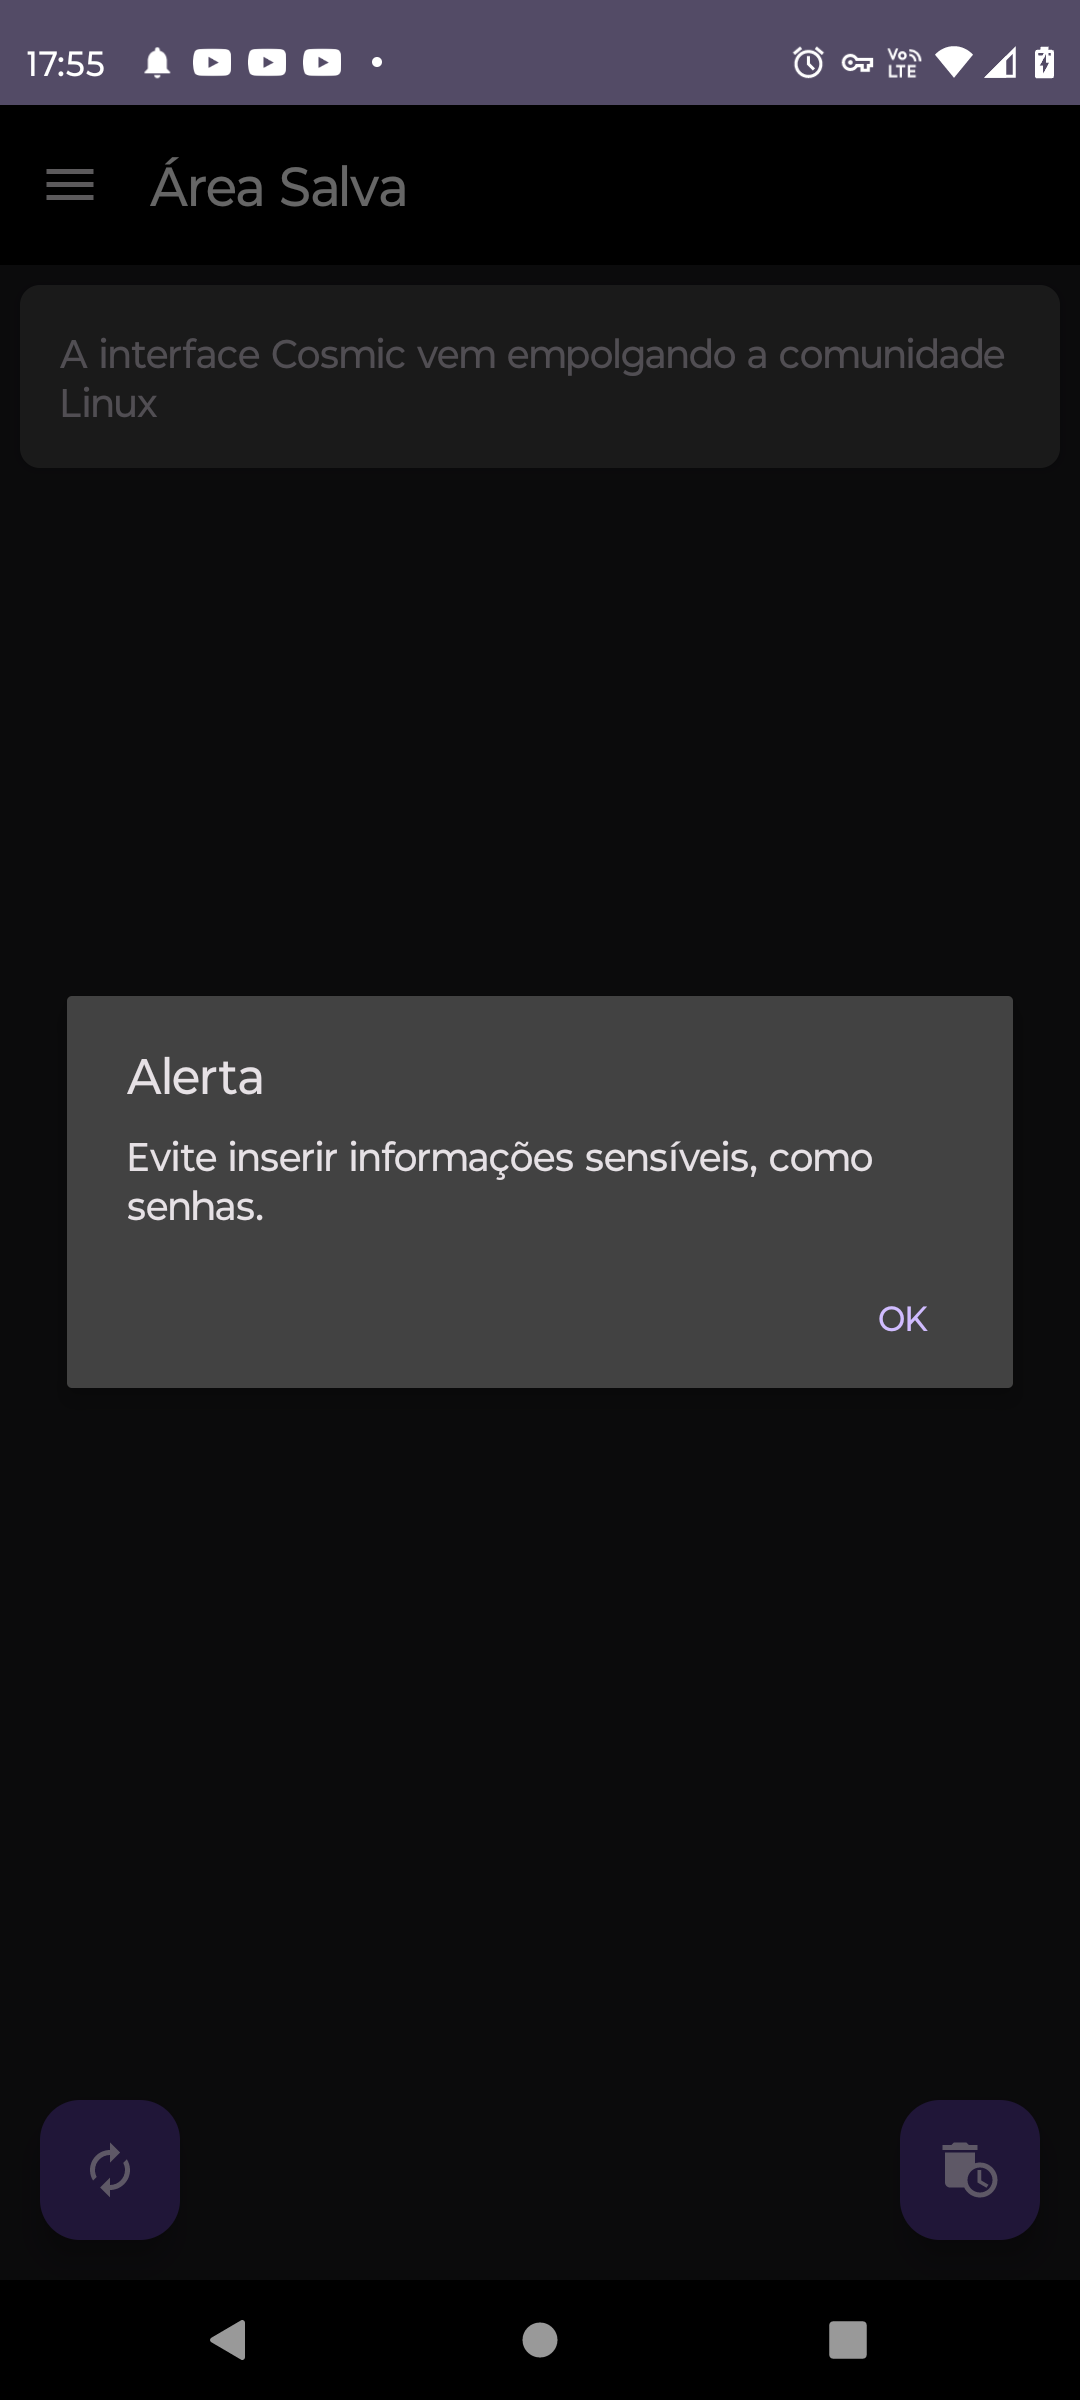 17:55
Vo LTE
Área Salva
A interface Cosmic vem empolgando a comunidade
Linux
Alerta
Evite inserir informações sensíveis, como
senhas.
OK